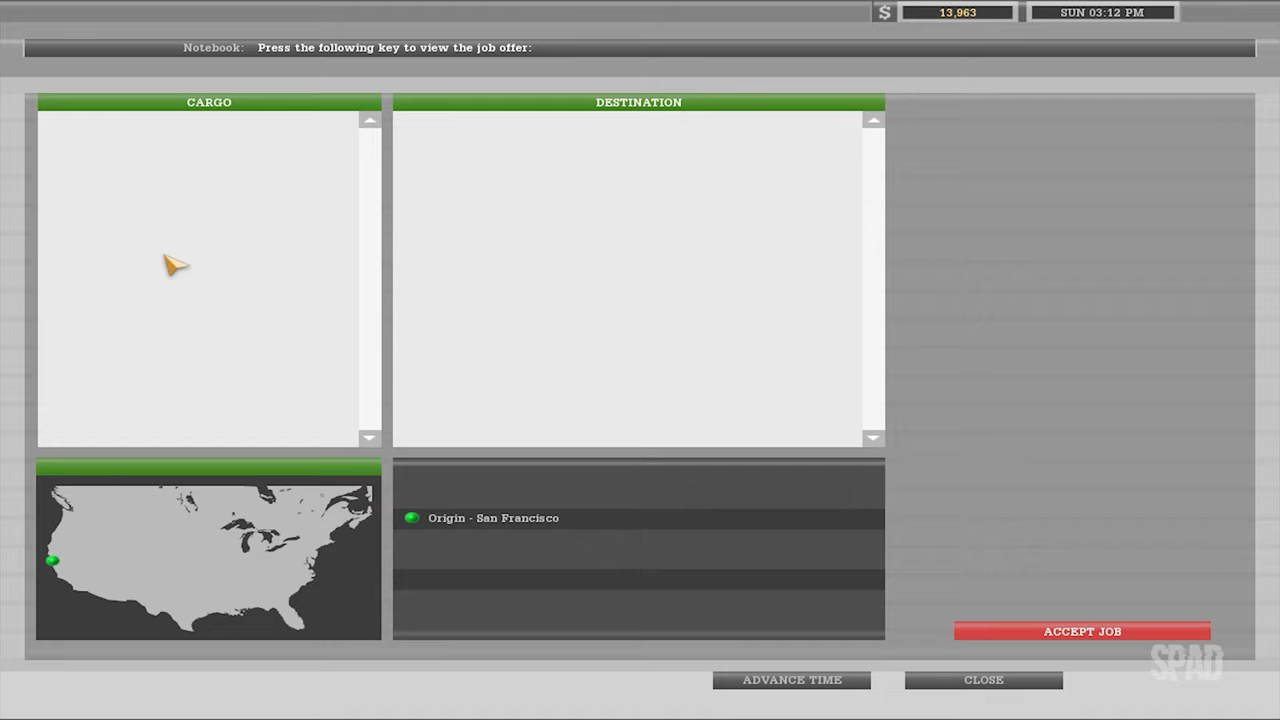 $ 13,963 SUN 03:12 PM
Notebook: Press the following key to view the job offer:
CARGO DESTINATION
Origin - San Francisco
ACCEPT JOB
SPAD
ADVANCE TIME CLOSE